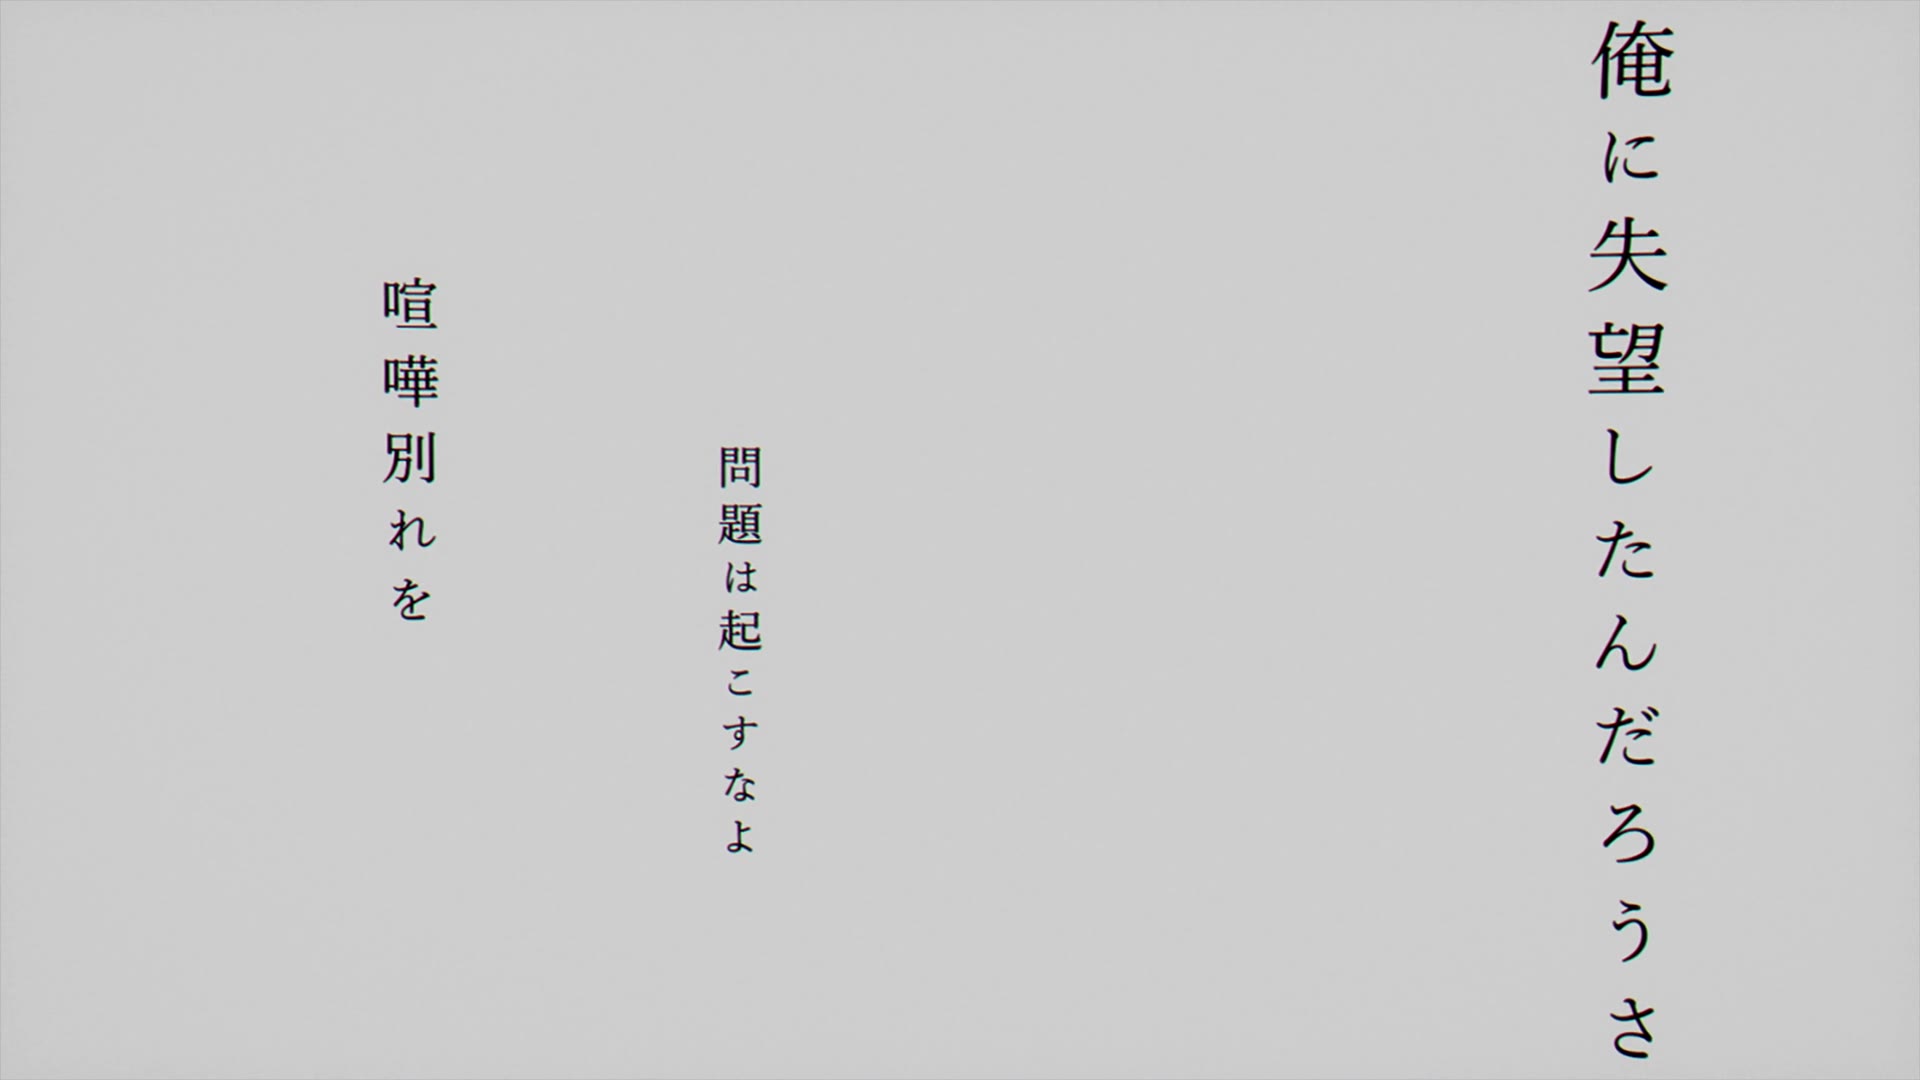 俺に失望したんだろうさ
問題は起こすなよ
喧嘩別れを